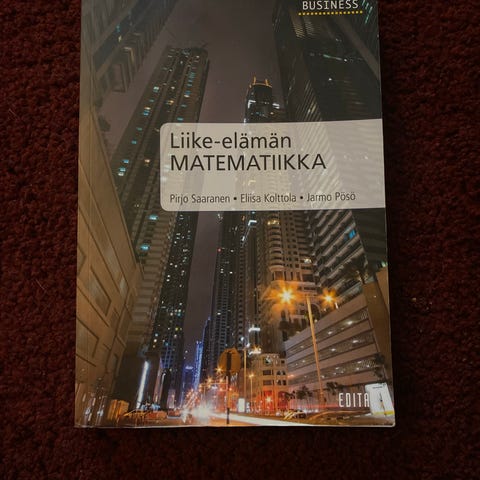 BUSINESS
Liike-elämän
MATEMATIIKKA
Pirjo Saaranen • Eliisa Kolttola • Jarmo Pösö
EDITA